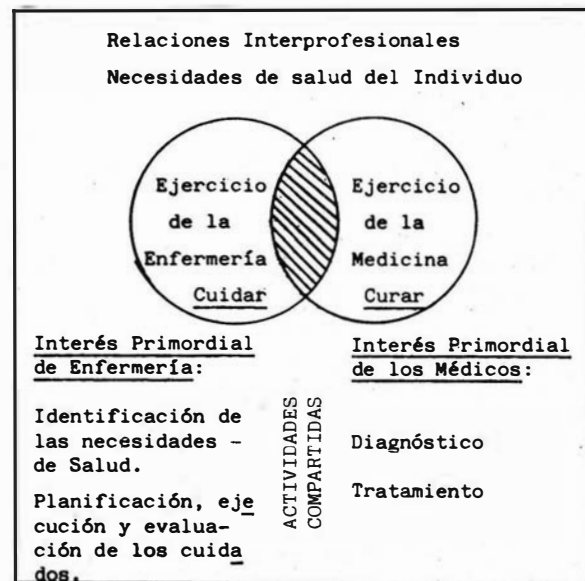 Relaciones Interprofesionales
Necesidades de salud del Individuo
Ejercicio
de la
Enfermería
Cuidar
Ejercicio
de la
Medicina
Curar
Interés Primordial
de Enfermería:
Identificación de
las necesidades -
de Salud.
Planificación, eje
cución y evalua-
ción de los cuida
dos.
ACTIVIDADES
COMPARTIDAS
Interés Primordial
de los Médicos:
Diagnóstico
Tratamiento